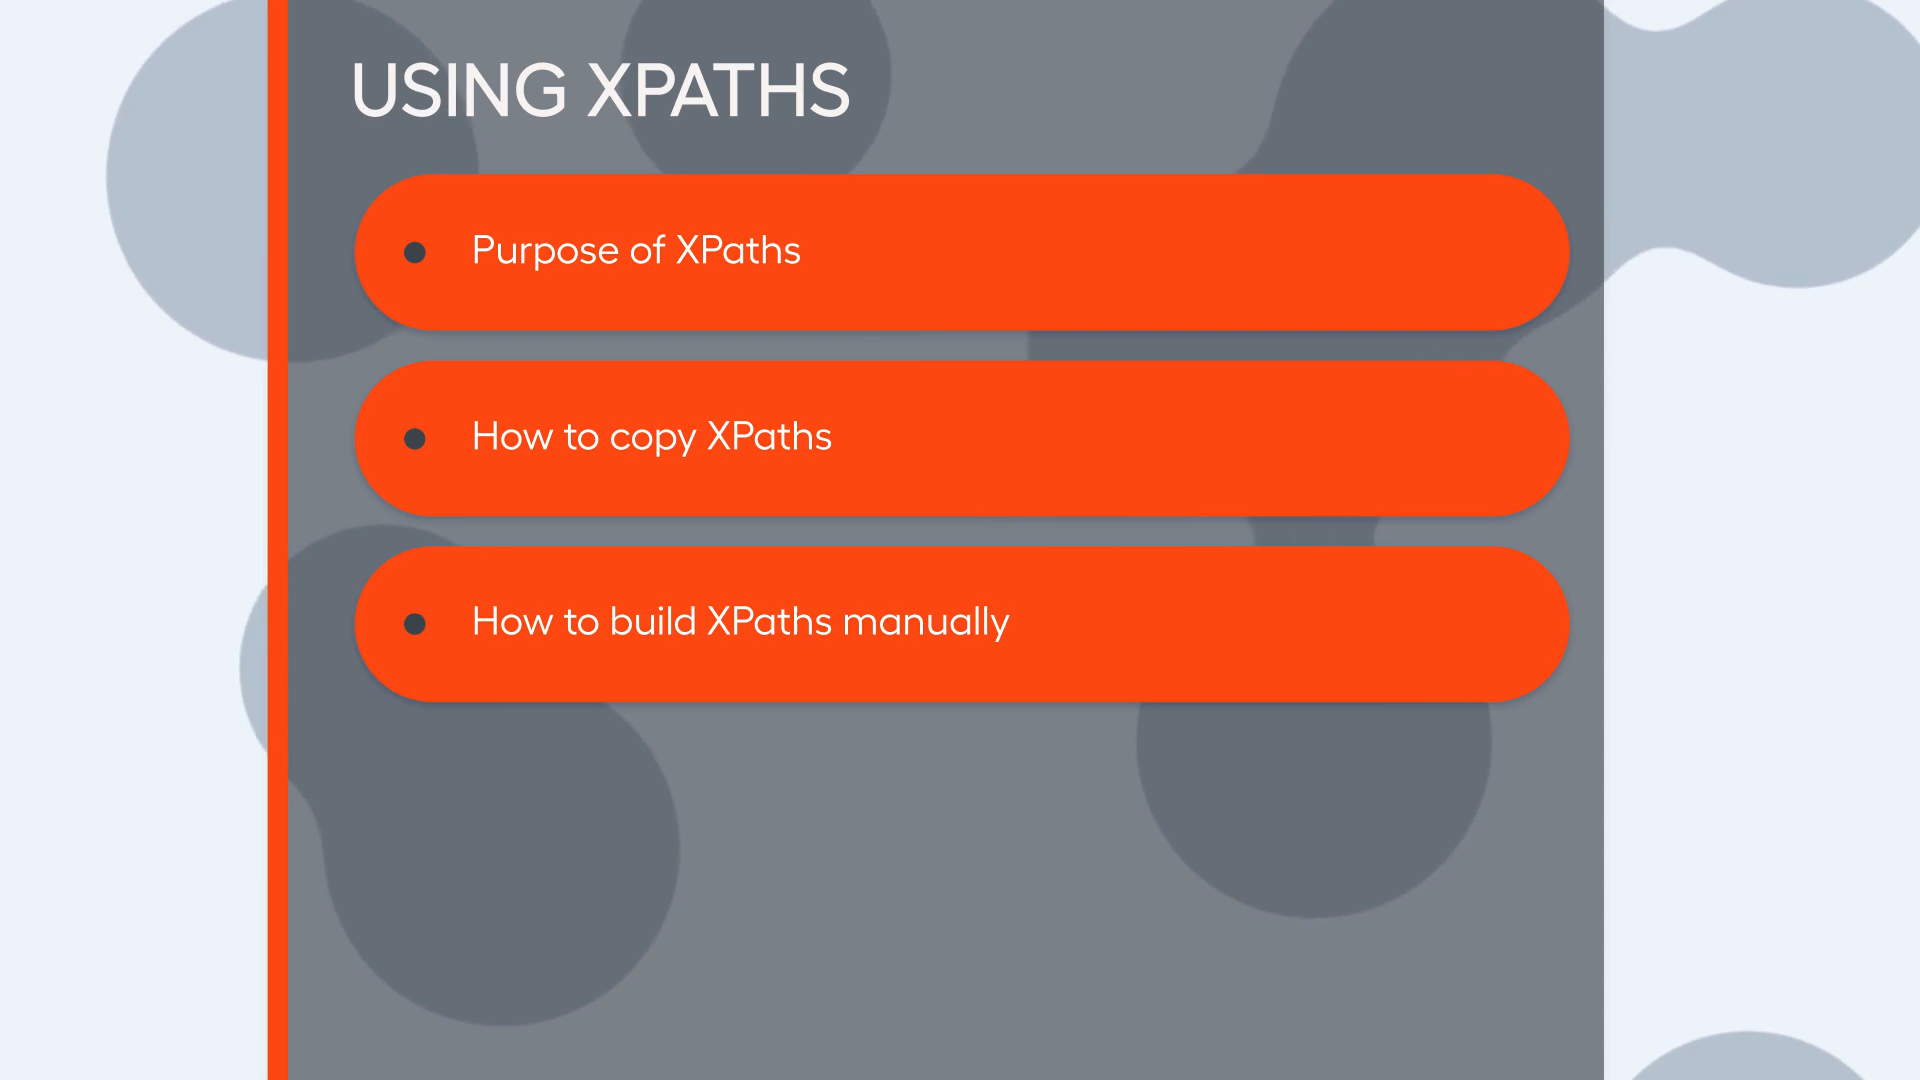 USING XPATHS
Purpose of XPaths
How to copy XPaths
How to build XPaths manually